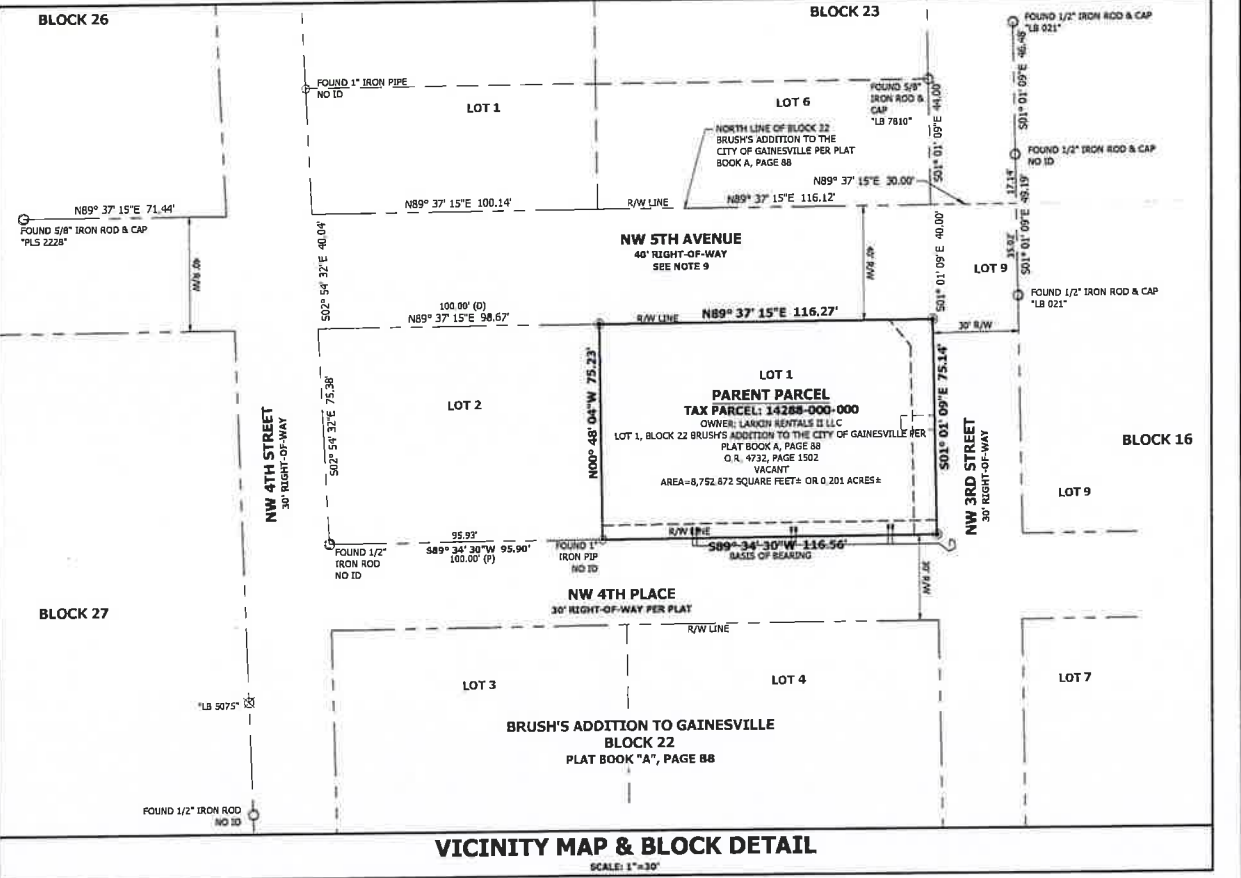 BLOCK 26
BLOCK 23
FOUND 1/2" IRON ROD & CAP
"LB 021"
S01° 01' 09"E 46.48'
FOUND 1" IRON PIPE
NO ID
LOT 1
LOT 6
FOUND 5/8"
IRON ROD &
CAP
"LB 7810"
S01° 01' 09"E 44.00'
NORTH LINE OF BLOCK 22
BRUSH'S ADDITION TO THE
CITY OF GAINESVILLE PER PLAT
BOOK A, PAGE 88
FOUND 1/2" IRON ROD & CAP
NO ID
17.14'
S01° 01' 09"E 49.19'
35.02'
N89° 37' 15"E 30.00'
N89° 37' 15"E 71.44'
N89° 37' 15"E 100.14'
R/W LINE
N89° 37' 15"E 116.12'
FOUND 5/8" IRON ROD & CAP
"PLS 2228"
40' R/W
S02° 54' 32"E 40.04'
NW 5TH AVENUE
40' RIGHT-OF-WAY
SEE NOTE 9
40' R/W
S01° 01' 09"E 40.00'
LOT 9
FOUND 1/2" IRON ROD & CAP
"LB 021"
100.00' (D)
N89° 37' 15"E 98.67'
R/W LINE
N89° 37' 15"E 116.27'
30' R/W
S02° 54' 32"E 75.38'
LOT 2
N00° 48' 04"W 75.23'
LOT 1
PARENT PARCEL
TAX PARCEL: 14288-000-000
OWNER: LARKIN RENTALS II LLC
LOT 1, BLOCK 22 BRUSH'S ADDITION TO THE CITY OF GAINESVILLE PER
PLAT BOOK A, PAGE 88
O.R. 4732, PAGE 1502
VACANT
AREA=8,752.872 SQUARE FEET± OR 0.201 ACRES±
S01° 01' 09"E 75.14'
NW 4TH STREET
30' RIGHT-OF-WAY
NW 3RD STREET
30' RIGHT-OF-WAY
BLOCK 16
LOT 9
FOUND 1/2"
IRON ROD
NO ID
95.93'
S89° 34' 30"W 95.90'
100.00' (P)
FOUND 1"
IRON PIP
NO ID
R/W LINE
S89° 34' 30"W 116.56'
BASIS OF BEARING
NW 4TH PLACE
30' RIGHT-OF-WAY PER PLAT
30' R/W
R/W LINE
BLOCK 27
LOT 3
LOT 4
LOT 7
"LB 5075"
BRUSH'S ADDITION TO GAINESVILLE
BLOCK 22
PLAT BOOK "A", PAGE 88
FOUND 1/2" IRON ROD
NO ID
VICINITY MAP & BLOCK DETAIL
SCALE: 1"=30'